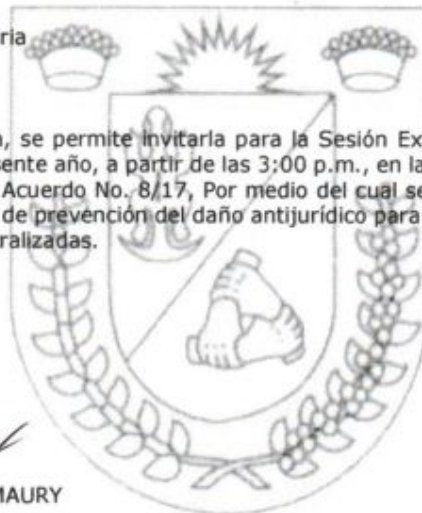 ria
, se permite invitarla para la Sesión Ex
sente año, a partir de las 3:00 p.m., en la
Acuerdo No. 8/17, Por medio del cual se
de prevención del daño antijurídico para
ralizadas.
MAURY